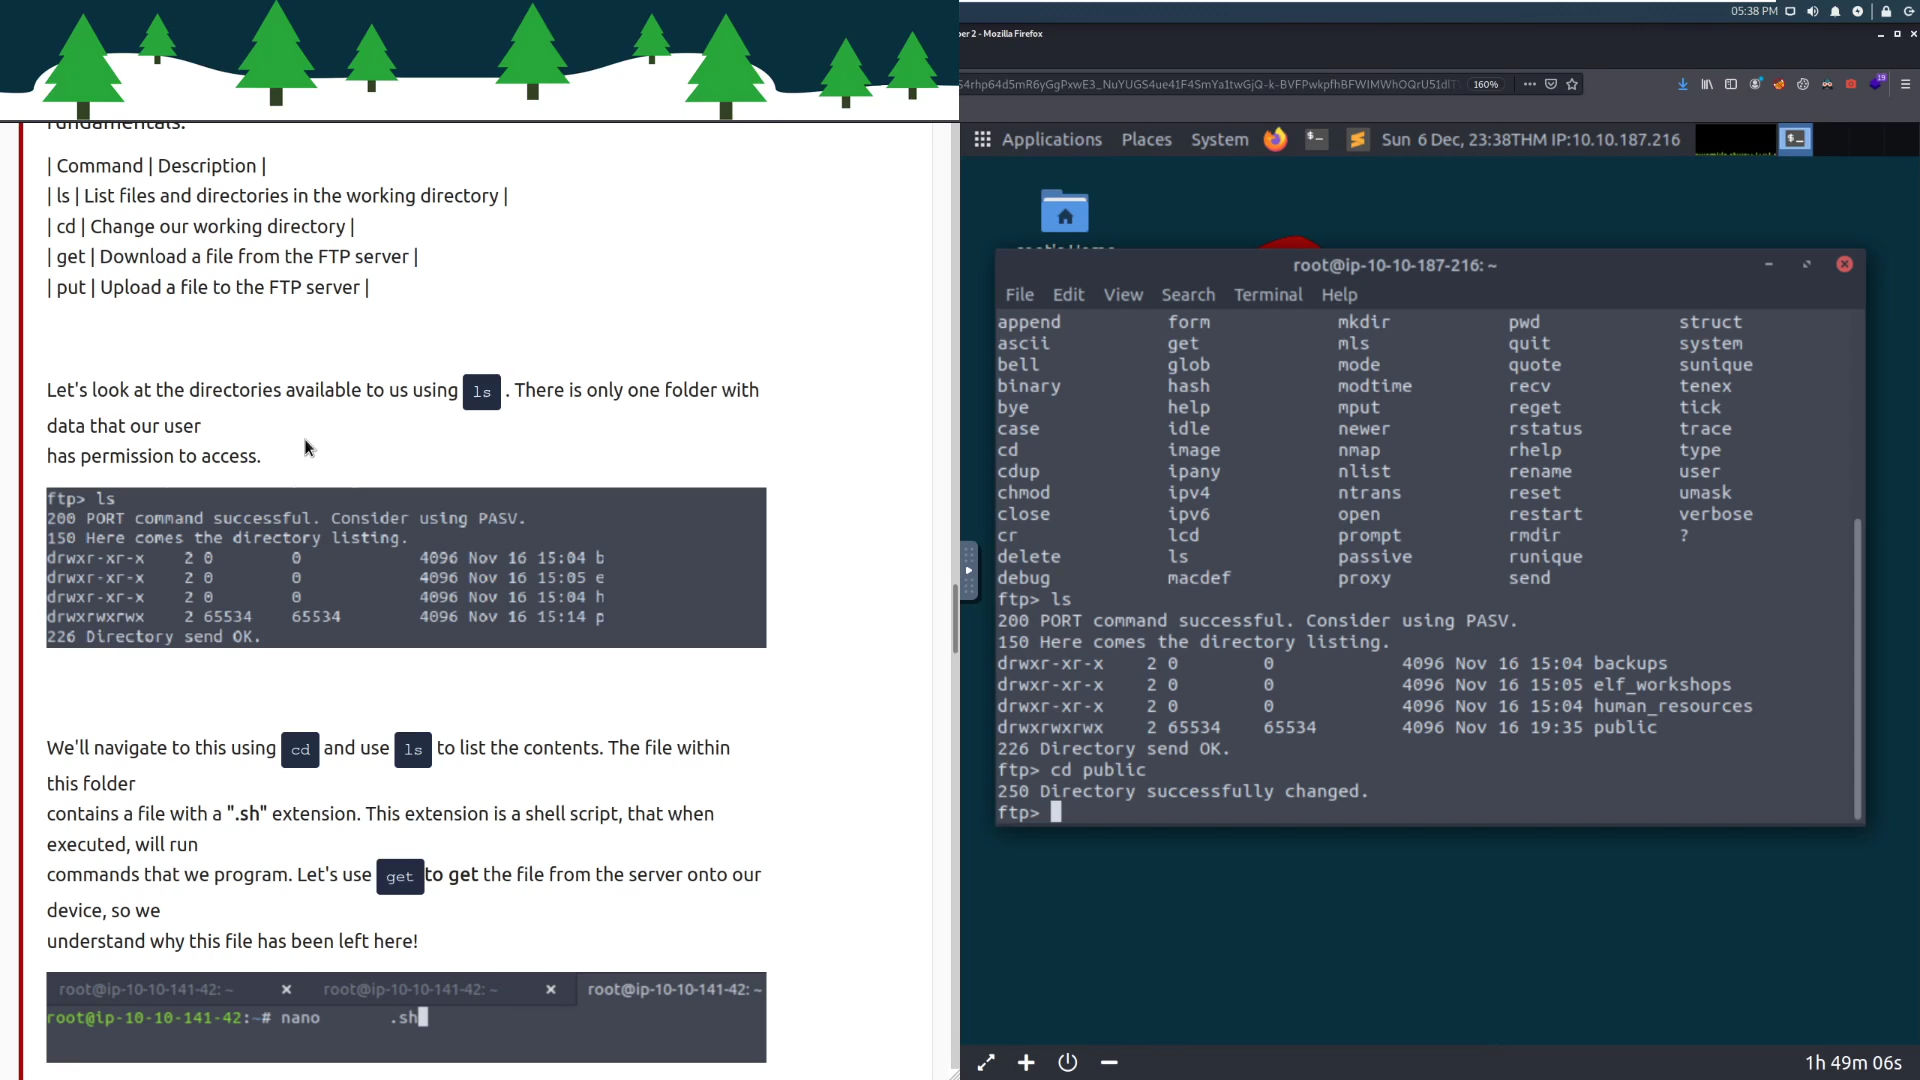 fundamentals.
| Command | Description |
| ls | List files and directories in the working directory |
| cd | Change our working directory |
| get | Download a file from the FTP server |
| put | Upload a file to the FTP server |
Let's look at the directories available to us using ls . There is only one folder with
data that our user
has permission to access.
ftp> ls
200 PORT command successful. Consider using PASV.
150 Here comes the directory listing.
drwxr-xr-x 2 0 0 4096 Nov 16 15:04 b
drwxr-xr-x 2 0 0 4096 Nov 16 15:05 e
drwxr-xr-x 2 0 0 4096 Nov 16 15:04 h
drwxrwxrwx 2 65534 65534 4096 Nov 16 15:14 p
226 Directory send OK.
We'll navigate to this using cd and use ls to list the contents. The file within
this folder
contains a file with a ".sh" extension. This extension is a shell script, that when
executed, will run
commands that we program. Let's use get to get the file from the server onto our
device, so we
understand why this file has been left here!
root@ip-10-10-141-42: ~ × root@ip-10-10-141-42: ~ × root@ip-10-10-141-42: ~
root@ip-10-10-141-42:~# nano .sh
05:38 PM
per 2 - Mozilla Firefox
160%
19
Applications Places System Sun 6 Dec, 23:38 THM IP:10.10.187.216
root's Home
root@ip-10-10-187-216: ~
File Edit View Search Terminal Help
append form mkdir pwd struct
ascii get mls quit system
bell glob mode quote sunique
binary hash modtime recv tenex
bye help mput reget tick
case idle newer rstatus trace
cd image nmap rhelp type
cdup ipany nlist rename user
chmod ipv4 ntrans reset umask
close ipv6 open restart verbose
cr lcd prompt rmdir ?
delete ls passive runique
debug macdef proxy send
ftp> ls
200 PORT command successful. Consider using PASV.
150 Here comes the directory listing.
drwxr-xr-x 2 0 0 4096 Nov 16 15:04 backups
drwxr-xr-x 2 0 0 4096 Nov 16 15:05 elf_workshops
drwxr-xr-x 2 0 0 4096 Nov 16 15:04 human_resources
drwxrwxrwx 2 65534 65534 4096 Nov 16 19:35 public
226 Directory send OK.
ftp> cd public
250 Directory successfully changed.
ftp>
1h 49m 06s